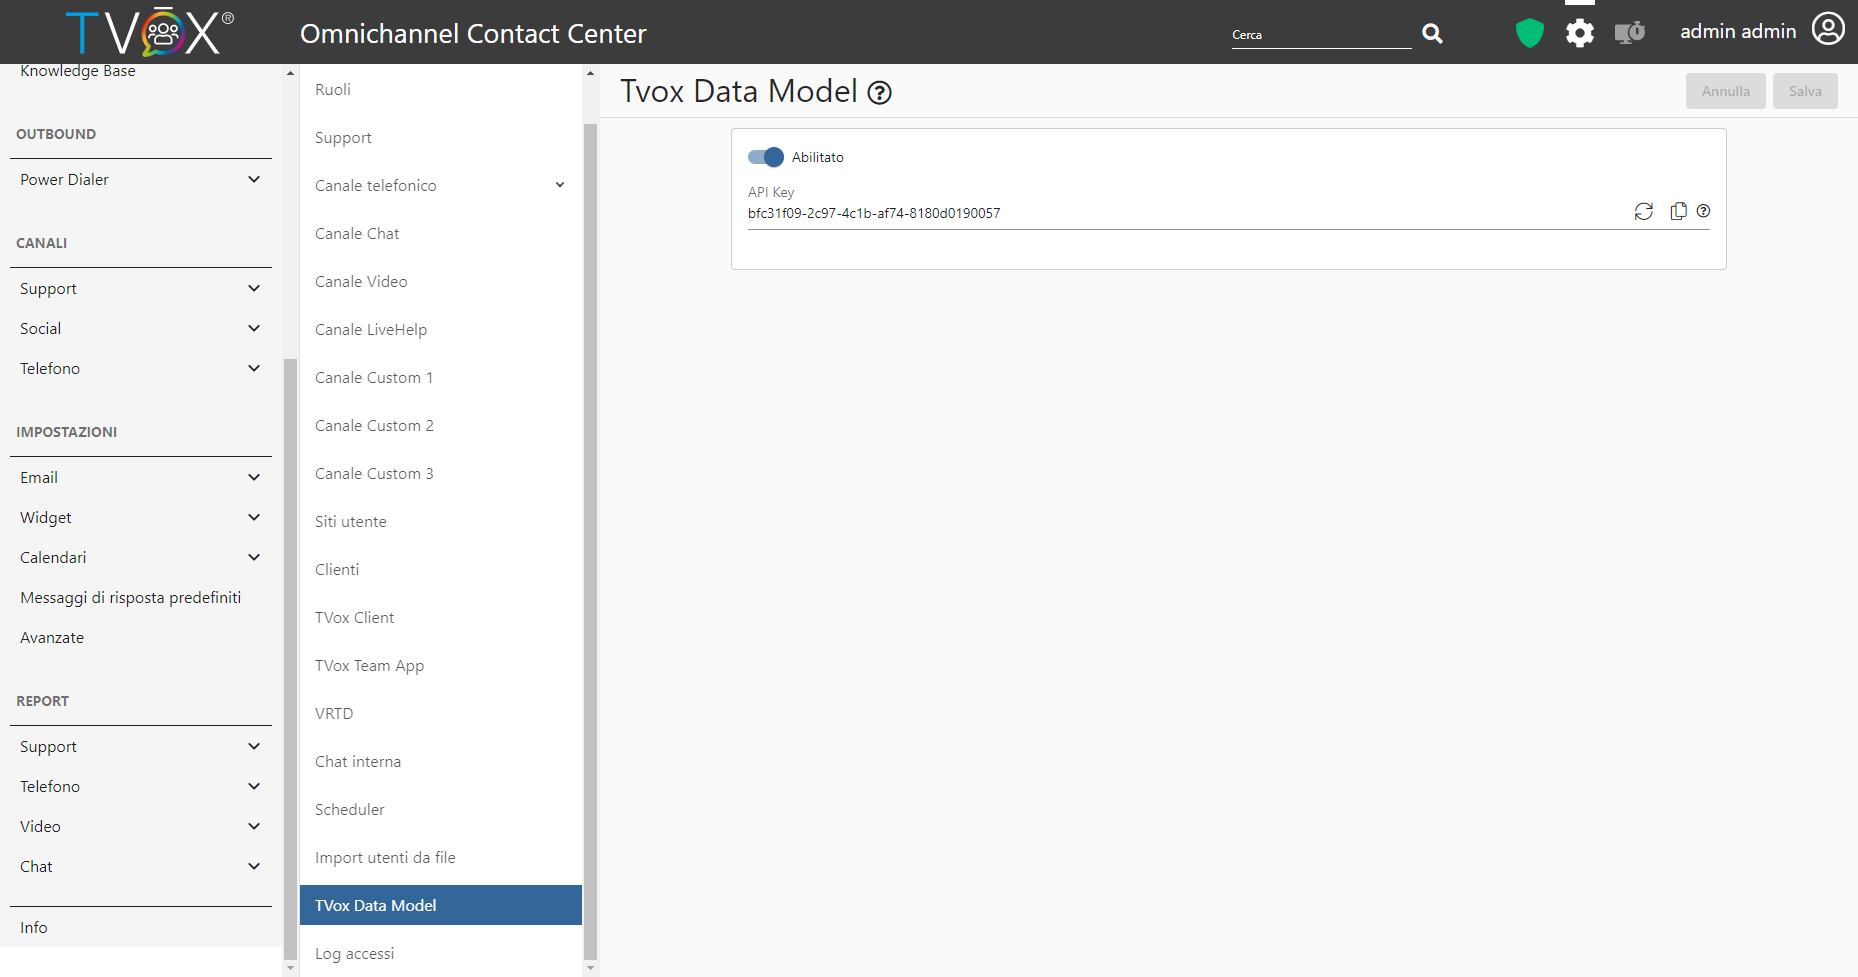 TVOX®
Omnichannel Contact Center
Cerca
admin admin
Knowledge Base
OUTBOUND
Power Dialer
CANALI
Support
Social
Telefono
IMPOSTAZIONI
Email
Widget
Calendari
Messaggi di risposta predefiniti
Avanzate
REPORT
Support
Telefono
Video
Chat
Info
Ruoli
Support
Canale telefonico
Canale Chat
Canale Video
Canale LiveHelp
Canale Custom 1
Canale Custom 2
Canale Custom 3
Siti utente
Clienti
TVox Client
TVox Team App
VRTD
Chat interna
Scheduler
Import utenti da file
TVox Data Model
Log accessi
Tvox Data Model
Annulla
Salva
Abilitato
API Key
bfc31f09-2c97-4c1b-af74-8180d0190057